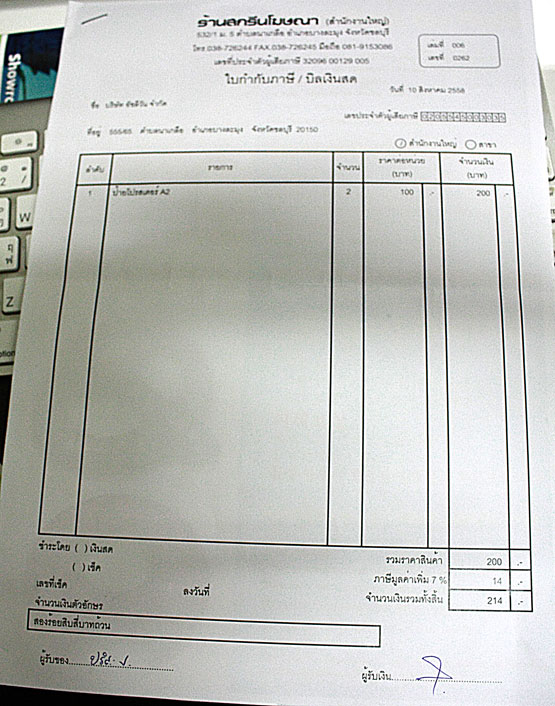 Showro
ร้านสกรีนโฆษณา (สำนักงานใหญ่)
532/1 ม. 5 ตำบลนาเกลือ อำเภอบางละมุง จังหวัดชลบุรี
โทร.038-726244 FAX.038-726245 มือถือ 081-9153086
เลขที่ประจำตัวผู้เสียภาษี 32096 00129 005
เล่มที่ 006
เลขที่ 0262
ใบกำกับภาษี / บิลเงินสด
วันที่ 10 สิงหาคม 2558
ชื่อ บริษัท จำกัด
เลขประจำตัวผู้เสียภาษี
ที่อยู่ 555/65 ตำบลนาเกลือ อำเภอบางละมุง จังหวัดชลบุรี 20150
สำนักงานใหญ่ สาขา
ลำดับ รายการ จำนวน ราคาต่อหน่วย (บาท) จำนวนเงิน (บาท)
1 ป้ายโปรสเตอร์ A2 2 100 .- 200 .-
ชำระโดย ( ) เงินสด
( ) เช็ค
รวมราคาสินค้า 200 .-
เลขที่เช็ค ลงวันที่ ภาษีมูลค่าเพิ่ม 7 % 14 .-
จำนวนเงินตัวอักษร จำนวนเงินรวมทั้งสิ้น 214 .-
สองร้อยสิบสี่บาทถ้วน
ผู้รับของ
ผู้รับเงิน